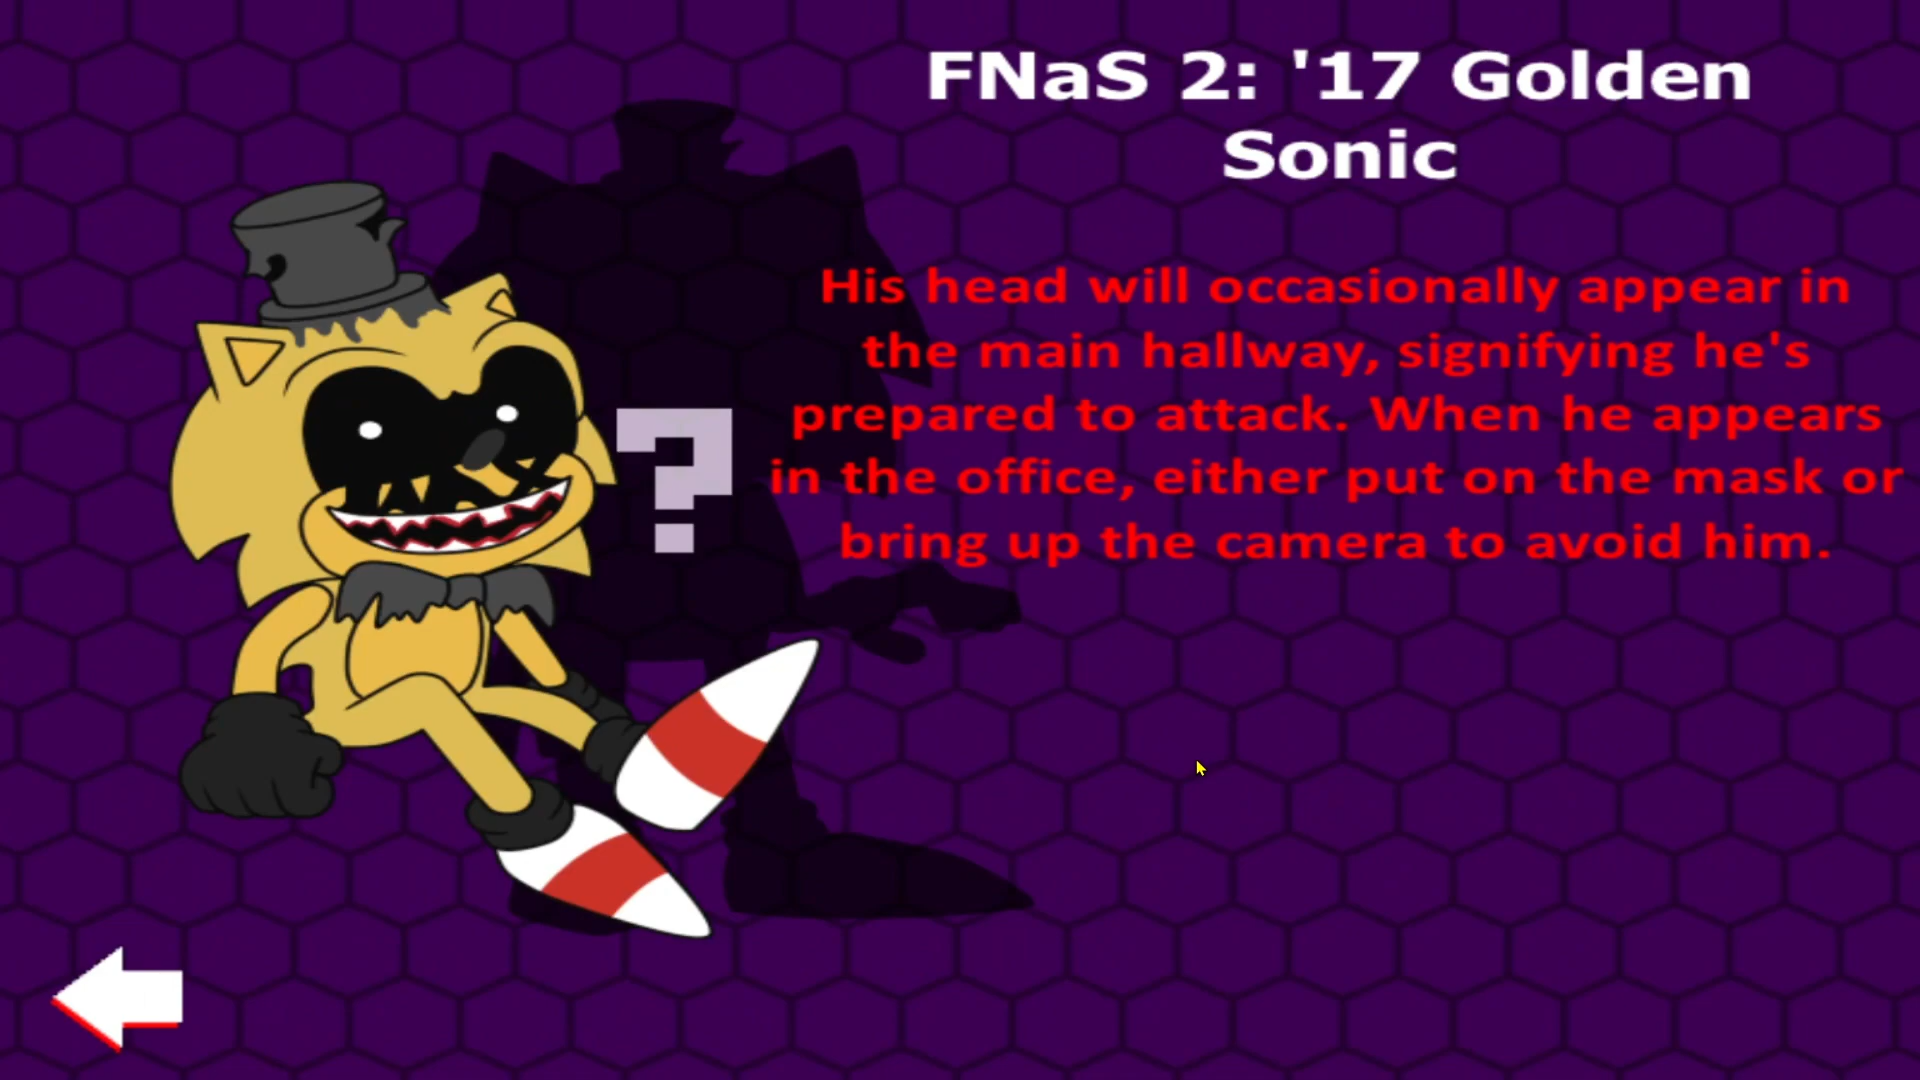 FNaS 2: '17 Golden
Sonic
His head will occasionally appear in
the main hallway, signifying he's
prepared to attack. When he appears
in the office, either put on the mask or
bring up the camera to avoid him.
?